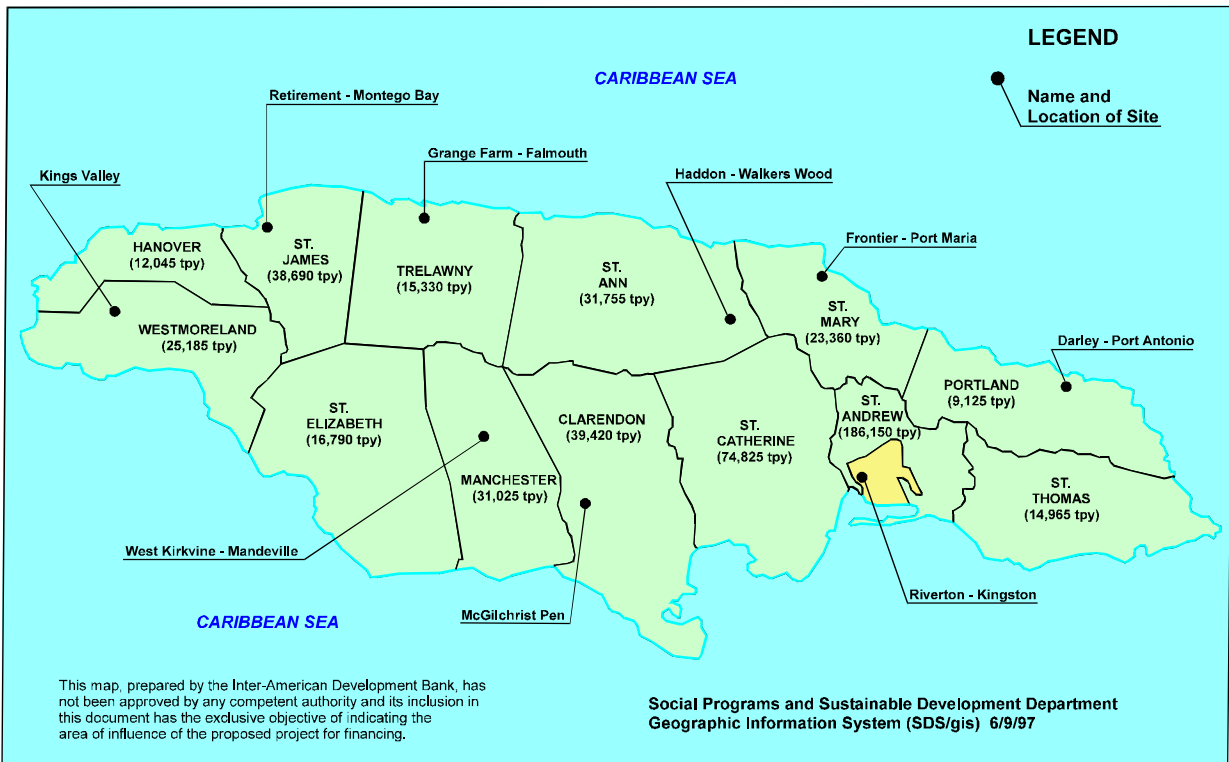 LEGEND
CARIBBEAN SEA
Name and
Location of Site
Retirement - Montego Bay
Grange Farm - Falmouth
Kings Valley
Haddon - Walkers Wood
Frontier - Port Maria
HANOVER
(12,045 tpy)
ST.
JAMES
(38,690 tpy)
TRELAWNY
(15,330 tpy)
ST.
ANN
(31,755 tpy)
ST.
MARY
(23,360 tpy)
WESTMORELAND
(25,185 tpy)
Darley - Port Antonio
PORTLAND
(9,125 tpy)
ST.
ELIZABETH
(16,790 tpy)
CLARENDON
(39,420 tpy)
ST.
CATHERINE
(74,825 tpy)
ST.
ANDREW
(186,150 tpy)
MANCHESTER
(31,025 tpy)
ST.
THOMAS
(14,965 tpy)
West Kirkvine - Mandeville
McGilchrist Pen
Riverton - Kingston
CARIBBEAN SEA
This map, prepared by the Inter-American Development Bank, has
not been approved by any competent authority and its inclusion in
this document has the exclusive objective of indicating the
area of influence of the proposed project for financing.
Social Programs and Sustainable Development Department
Geographic Information System (SDS/gis) 6/9/97